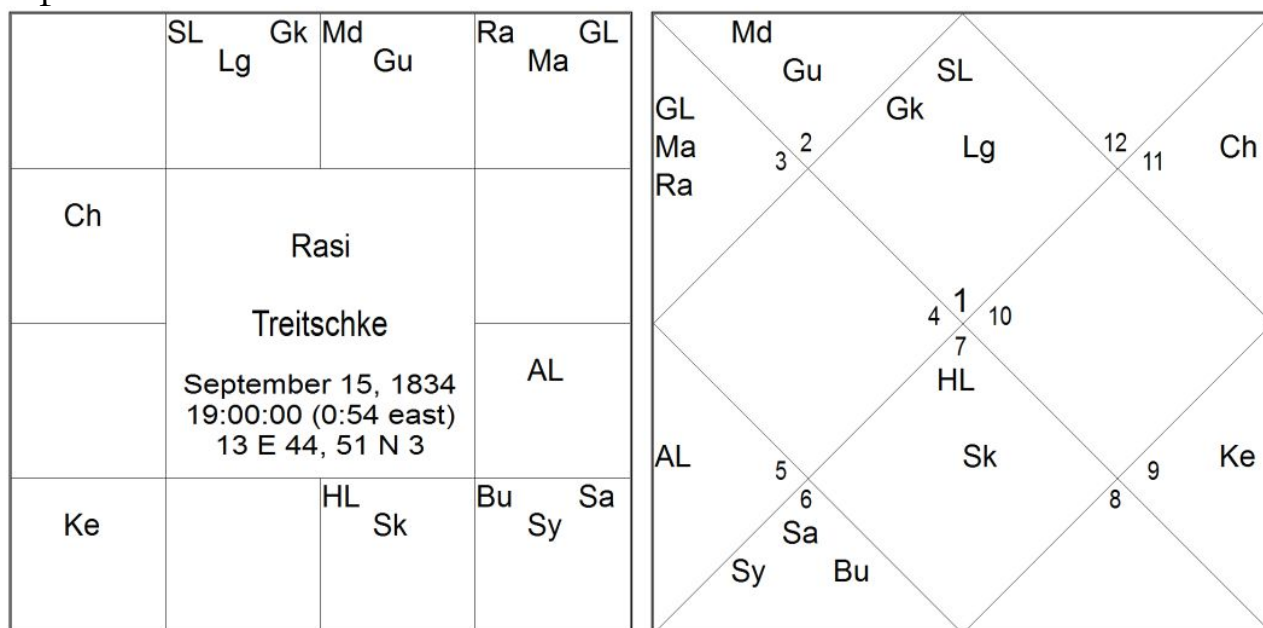 SL Gk Md Ra GL
Lg Gu Ma
Ch
Rasi
Treitschke
September 15, 1834
19:00:00 (0:54 east)
13 E 44, 51 N 3
AL
HL Bu Sa
Ke Sk Sy
Md
Gu SL
GL Gk
Ma 3 2 Lg 12 11 Ch
Ra
4 1 10
7
HL
AL 5 Sk 9 Ke
6 8
Sa
Sy Bu